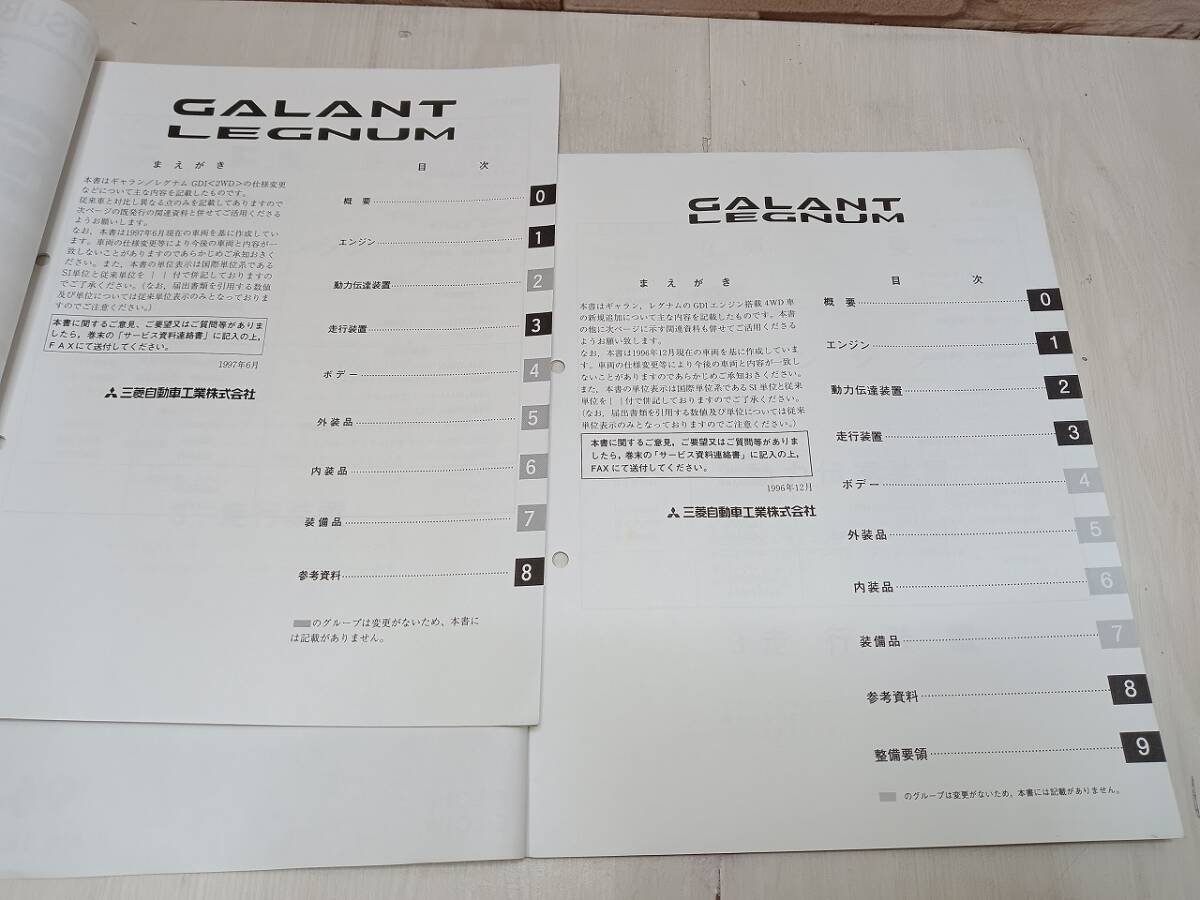 GALANT
LEGNUM
まえがき
本書はギャラン/レグナム GDI<2WD>の仕様変更
などについて主な内容を記載したものです。
従来車と対比し異なる点のみを記載してありますので
次ページの既発行の関連資料と併せてご活用くださる
ようお願いします。
なお、本書は1997年6月現在の車両を基に作成してい
ます。車両の仕様変更等により今後の車両と内容が一
致しないことがありますのであらかじめご承知おきく
ださい。また、本書の単位表示は国際単位系である
SI単位と従来単位を| |付で併記しておりますの
でご了承ください。(なお、届出書類を引用する数値
及び単位については従来単位表示のみとなっておりま
すのでご注意ください。)
本書に関するご意見、ご要望又はご質問等がありま
したら、巻末の「サービス資料連絡書」に記入の上,
FAXにて送付してください。
1997年6月
三菱自動車工業株式会社
目次
概要 0
エンジン 1
動力伝達装置 2
走行装置 3
ボデー 4
外装品 5
内装品 6
装備品 7
参考資料 8
のグループは変更がないため、本書に
は記載がありません。
GALANT
LEGNUM
まえがき
本書はギャラン,レグナムのGDIエンジン搭載4WD車
の新規追加について主な内容を記載したものです。本書
の他に次ページに示す関連資料も併せてご活用くださる
ようお願い致します。
なお、本書は1996年12月現在の車両を基に作成していま
す。車両の仕様変更等により今後の車両と内容が一致し
ないことがありますのであらかじめご承知おきください。
また、本書の単位表示は国際単位系であるSI単位と従来
単位を| |付で併記しておりますのでご了承ください。
(なお、届出書類を引用する数値及び単位については従来
単位表示のみとなっておりますのでご注意ください。)
本書に関するご意見,ご要望又はご質問等がありま
したら,巻末の「サービス資料連絡書」に記入の上,
FAXにて送付してください。
1996年12月
三菱自動車工業株式会社
目次
概要 0
エンジン 1
動力伝達装置 2
走行装置 3
ボデー 4
外装品 5
内装品 6
装備品 7
参考資料 8
整備要領 9
のグループは変更がないため、本書には記載がありません。